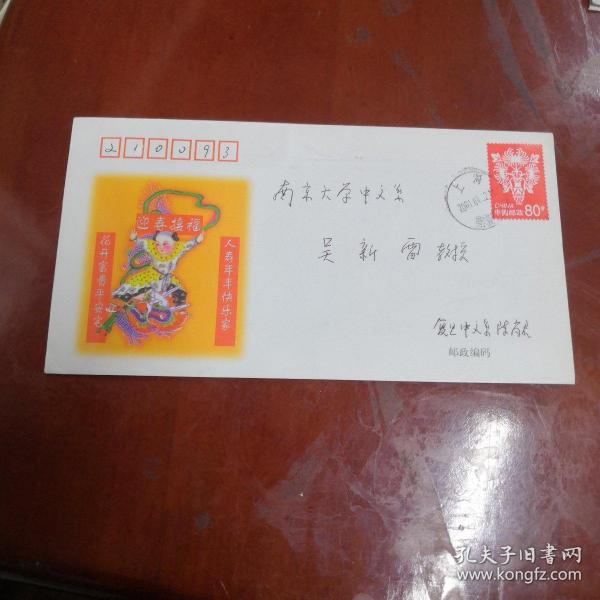 210093
南京大学中文系
吴新雷 教授
复旦中文系陈
邮政编码
迎春接福
人寿年丰快乐家
花开富贵平安宅
上海
CHINA
中国邮政 80分
孔夫子旧书网
www.kongfz.com